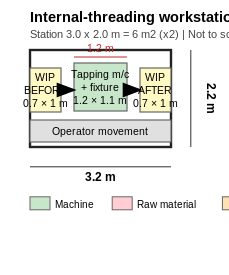 Internal-threading workstatio
Station 3.0 x 2.0 m = 6 m2 (x2) | Not to s
1.2 m
WIP
BEFORE
0.7 × 1 m
Tapping m/c
+ fixture
1.2 × 1.1 m
WIP
AFTER
0.7 × 1 m
2.2 m
Operator movement
3.2 m
Machine
Raw material